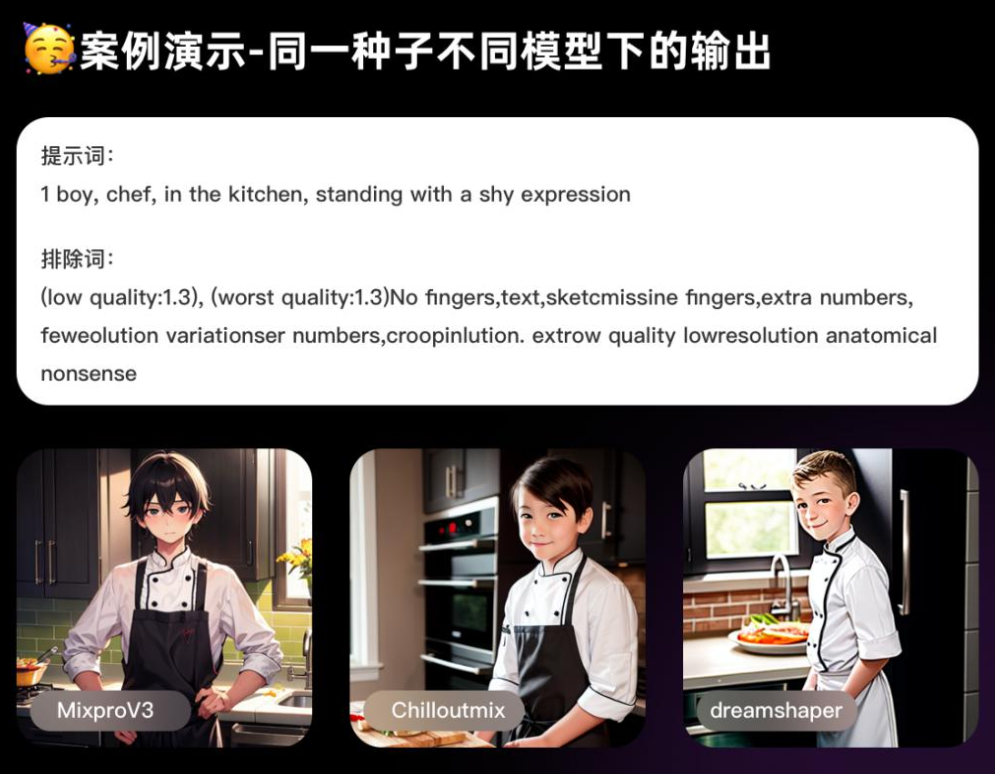 🥳案例演示-同一种子不同模型下的输出
提示词：
1 boy, chef, in the kitchen, standing with a shy expression
排除词：
(low quality:1.3), (worst quality:1.3)No fingers,text,sketcmissine fingers,extra numbers,
feweolution variationser numbers,croopinlution. extrow quality lowresolution anatomical
nonsense
MixproV3
Chilloutmix
dreamshaper